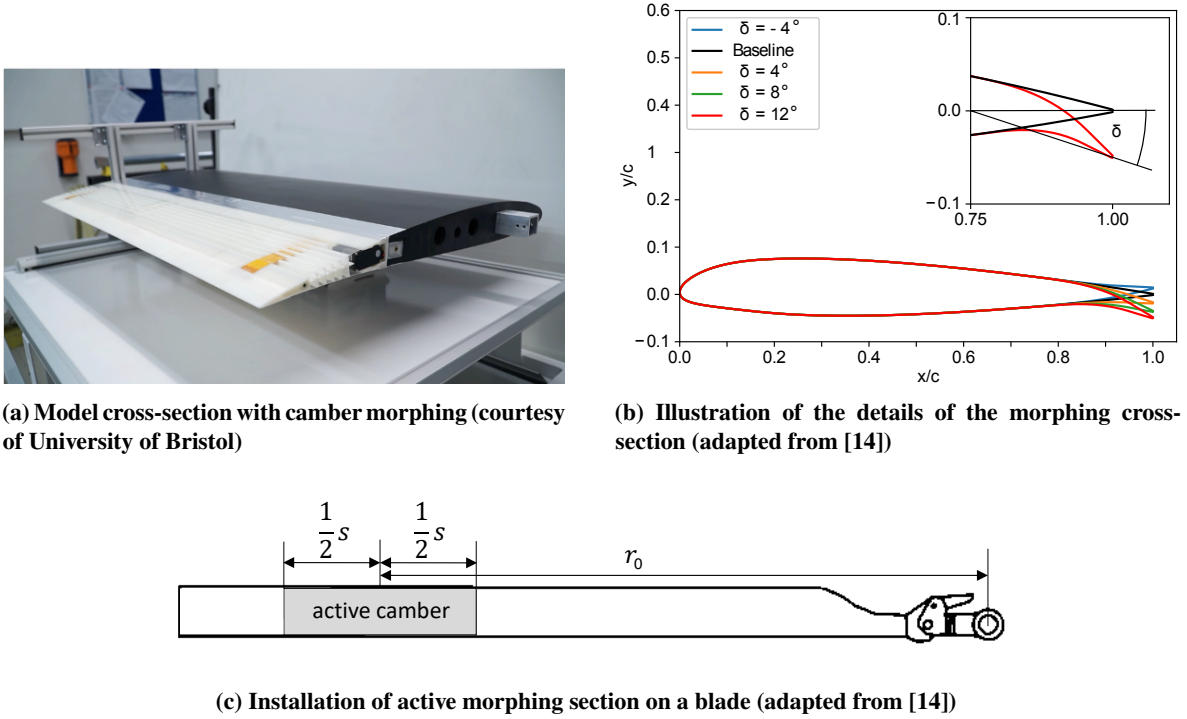 0.6
0.5
0.4
1
0.2
0.1
0.0
−0.1
y/c
δ = - 4°
Baseline
δ = 4°
δ = 8°
δ = 12°
0.1
0.0
−0.1
0.75
1.00
δ
0.0
0.2
0.4
0.6
0.8
1.0
x/c
(a) Model cross-section with camber morphing (courtesy
of University of Bristol)
(b) Illustration of the details of the morphing cross-
section (adapted from [14])
1/2 s
1/2 s
r₀
active camber
(c) Installation of active morphing section on a blade (adapted from [14])